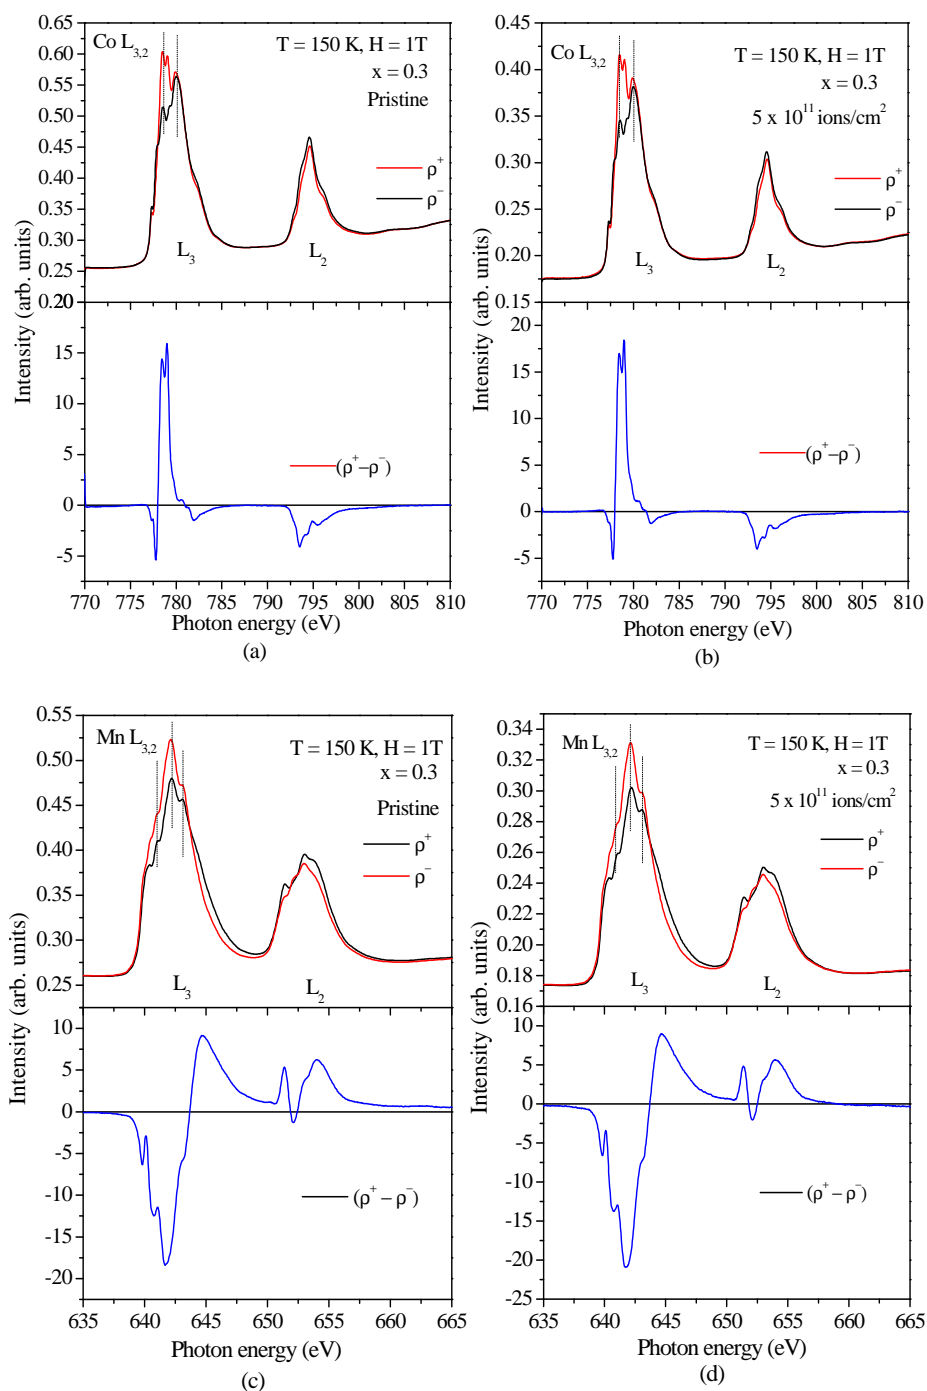 0.65
0.60
0.55
0.50
0.45
0.40
0.35
0.30
0.25
0.20
Co L3,2
T = 150 K, H = 1T
x = 0.3
Pristine
ρ+
ρ−
L3
L2
Intensity (arb. units)
20
15
10
5
0
-5
(ρ+−ρ−)
770 775 780 785 790 795 800 805 810
Photon energy (eV)
(a)
0.45
0.40
0.35
0.30
0.25
0.20
0.15
Co L3,2
T = 150 K, H = 1T
x = 0.3
5 x 10^11 ions/cm^2
ρ+
ρ−
L3
L2
Intensity (arb. units)
20
15
10
5
0
-5
(ρ+−ρ−)
770 775 780 785 790 795 800 805 810
Photon energy (eV)
(b)
0.55
0.50
0.45
0.40
0.35
0.30
0.25
Mn L3,2
T = 150 K, H = 1T
x = 0.3
Pristine
ρ+
ρ−
L3
L2
Intensity (arb. units)
10
5
0
-5
-10
-15
-20
(ρ+ − ρ−)
635 640 645 650 655 660 665
Photon energy (eV)
(c)
0.34
0.32
0.30
0.28
0.26
0.24
0.22
0.20
0.18
0.16
Mn L3,2
T = 150 K, H = 1T
x = 0.3
5 x 10^11 ions/cm^2
ρ+
ρ−
L3
L2
Intensity (arb. units)
10
5
0
-5
-10
-15
-20
-25
(ρ+ − ρ−)
635 640 645 650 655 660 665
Photon energy (eV)
(d)